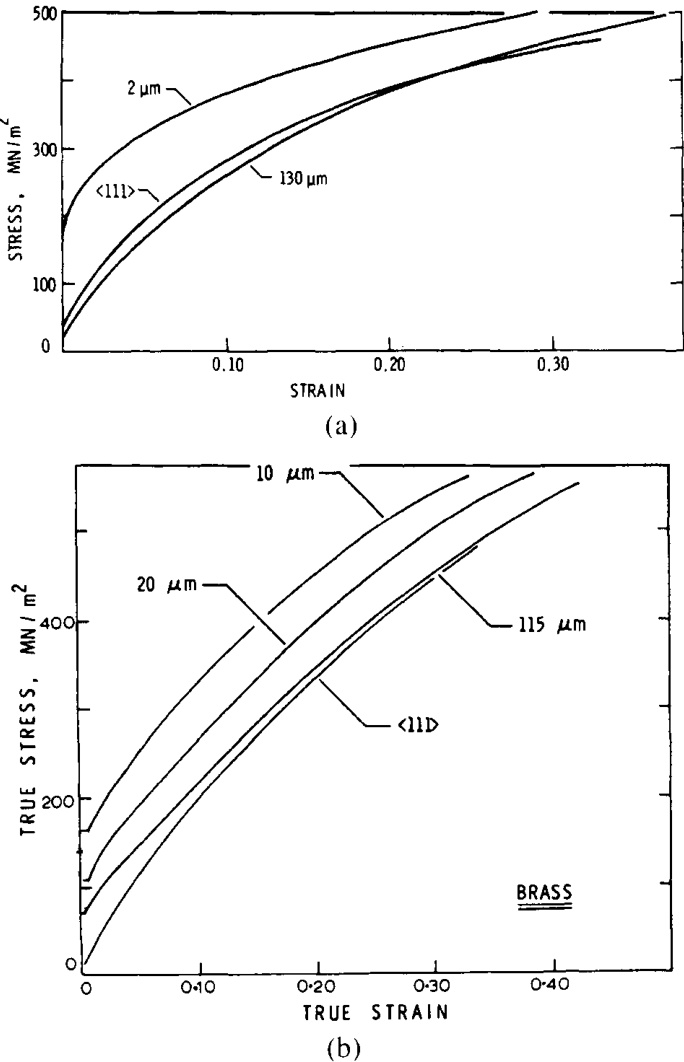 500
2 μm
300
<111>
130 μm
100
0
0.10
0.20
0.30
STRESS, MN/m²
STRAIN
(a)
10 μm
20 μm
400
115 μm
<111>
200
BRASS
0
0
0·10
0·20
0·30
0·40
TRUE STRESS, MN/m²
TRUE STRAIN
(b)